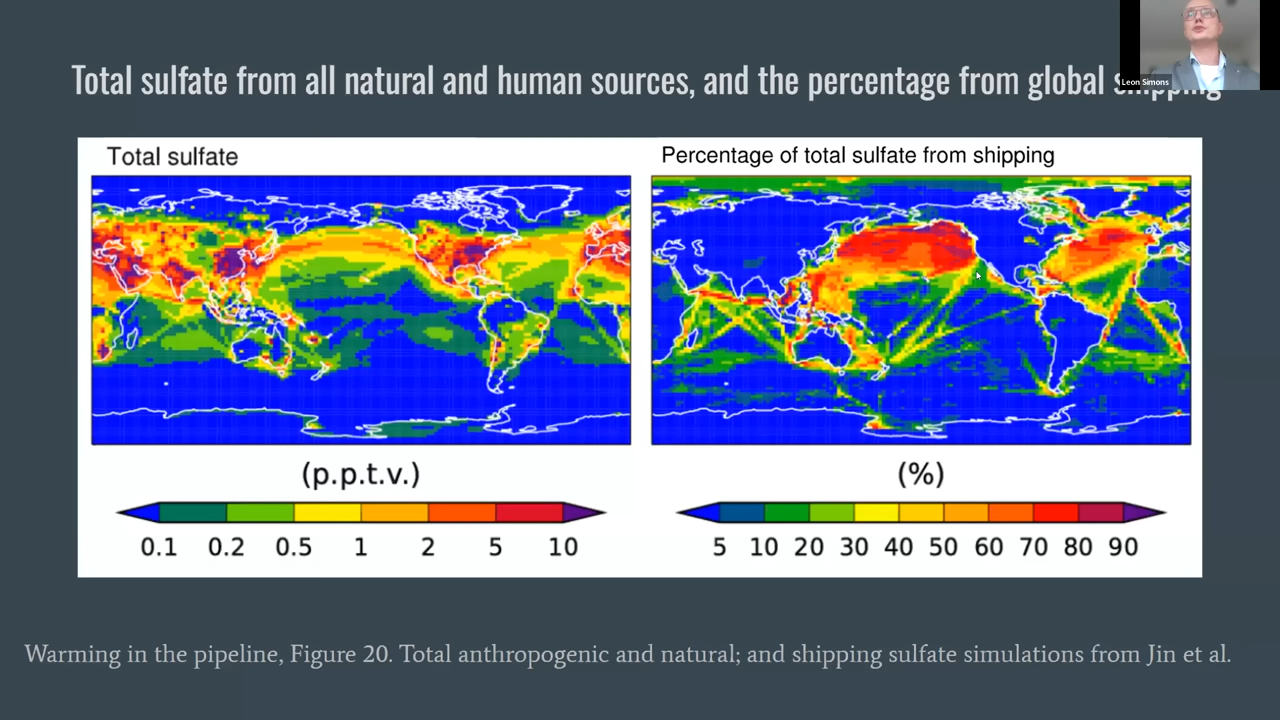 Total sulfate from all natural and human sources, and the percentage from global shipping
Leon Simons
Total sulfate
Percentage of total sulfate from shipping
(p.p.t.v.)
(%)
0.1 0.2 0.5 1 2 5 10
5 10 20 30 40 50 60 70 80 90
Warming in the pipeline, Figure 20. Total anthropogenic and natural; and shipping sulfate simulations from Jin et al.